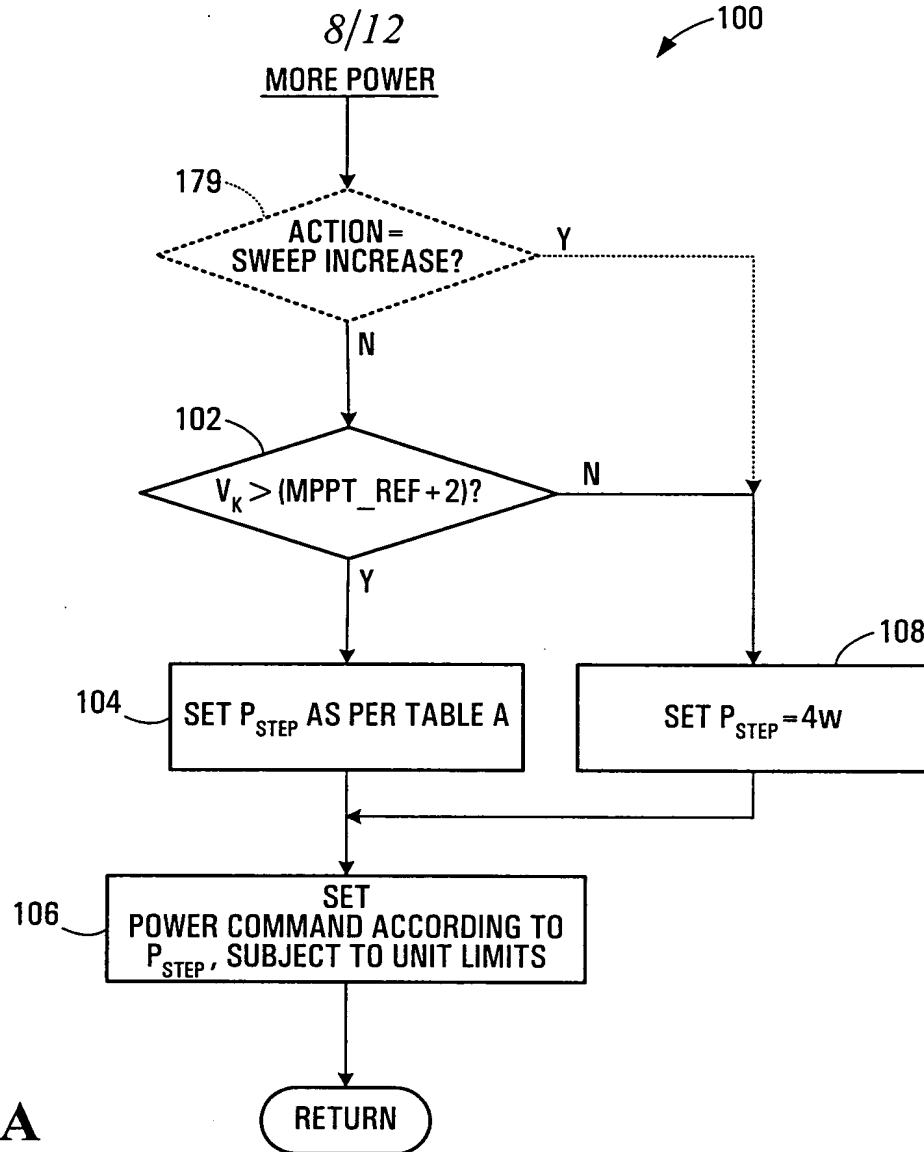 8/12
100
MORE POWER
179
ACTION =
SWEEP INCREASE?
Y
N
102
V_K > (MPPT_REF + 2)?
N
Y
108
104
SET P_STEP AS PER TABLE A
SET P_STEP = 4w
106
SET
POWER COMMAND ACCORDING TO
P_STEP, SUBJECT TO UNIT LIMITS
RETURN
A